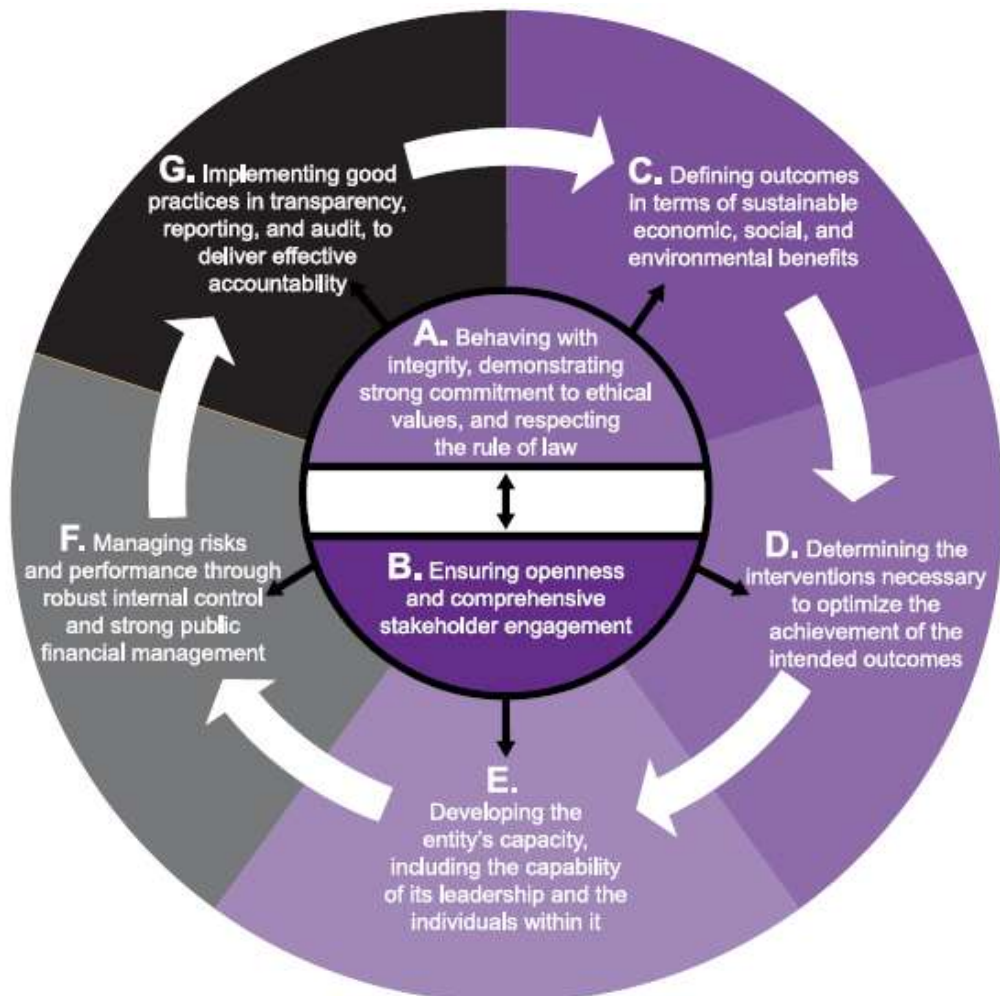 G. Implementing good
practices in transparency,
reporting, and audit, to
deliver effective
accountability
C. Defining outcomes
in terms of sustainable
economic, social, and
environmental benefits
A. Behaving with
integrity, demonstrating
strong commitment to ethical
values, and respecting
the rule of law
B. Ensuring openness
and comprehensive
stakeholder engagement
D. Determining the
interventions necessary
to optimize the
achievement of the
intended outcomes
E.
Developing the
entity's capacity,
including the capability
of its leadership and the
individuals within it
F. Managing risks
and performance through
robust internal control
and strong public
financial management